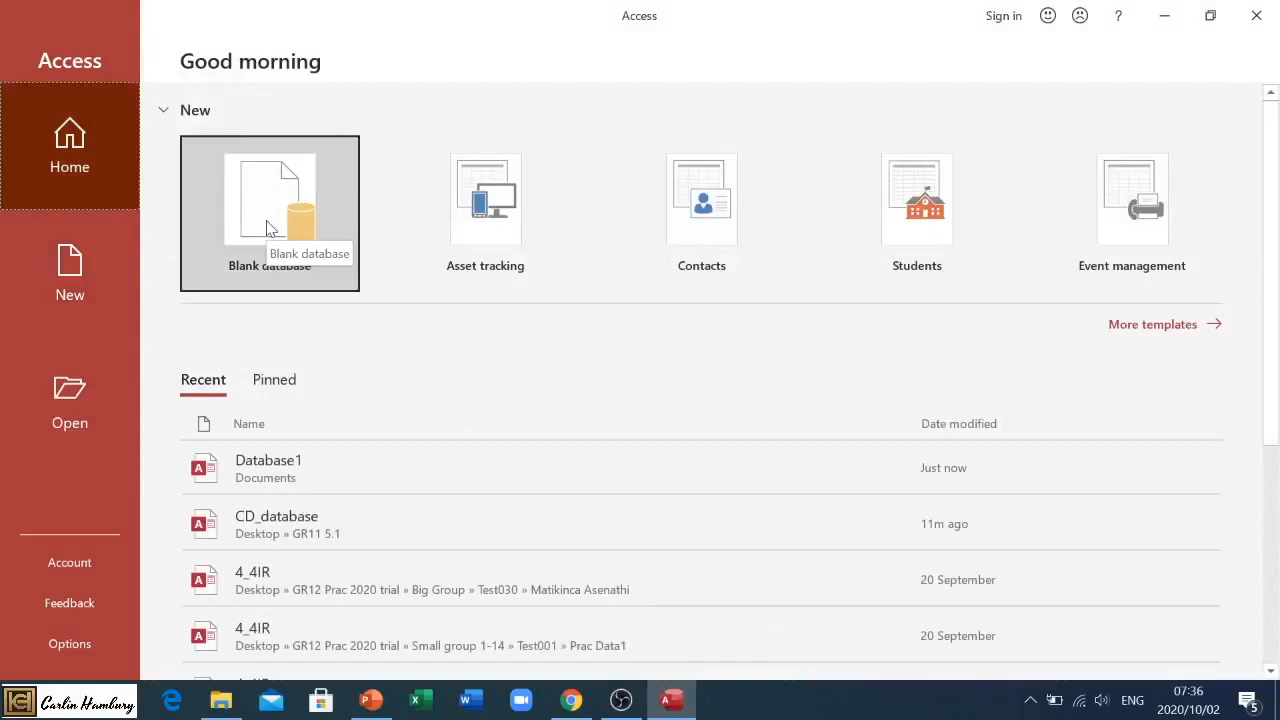 Access
Sign in
?
Access
Good morning
Home
New
Open
Account
Feedback
Options
New
Blank database
Blank database
Asset tracking
Contacts
Students
Event management
More templates
Recent
Pinned
Name
Date modified
Database1
Documents
Just now
CD_database
Desktop » GR11 5.1
11m ago
4_4IR
Desktop » GR12 Prac 2020 trial » Big Group » Test030 » Matikinca Asenathi
20 September
4_4IR
Desktop » GR12 Prac 2020 trial » Small group 1-14 » Test001 » Prac Data1
20 September
Carlin Hambury
ENG
07:36
2020/10/02
5